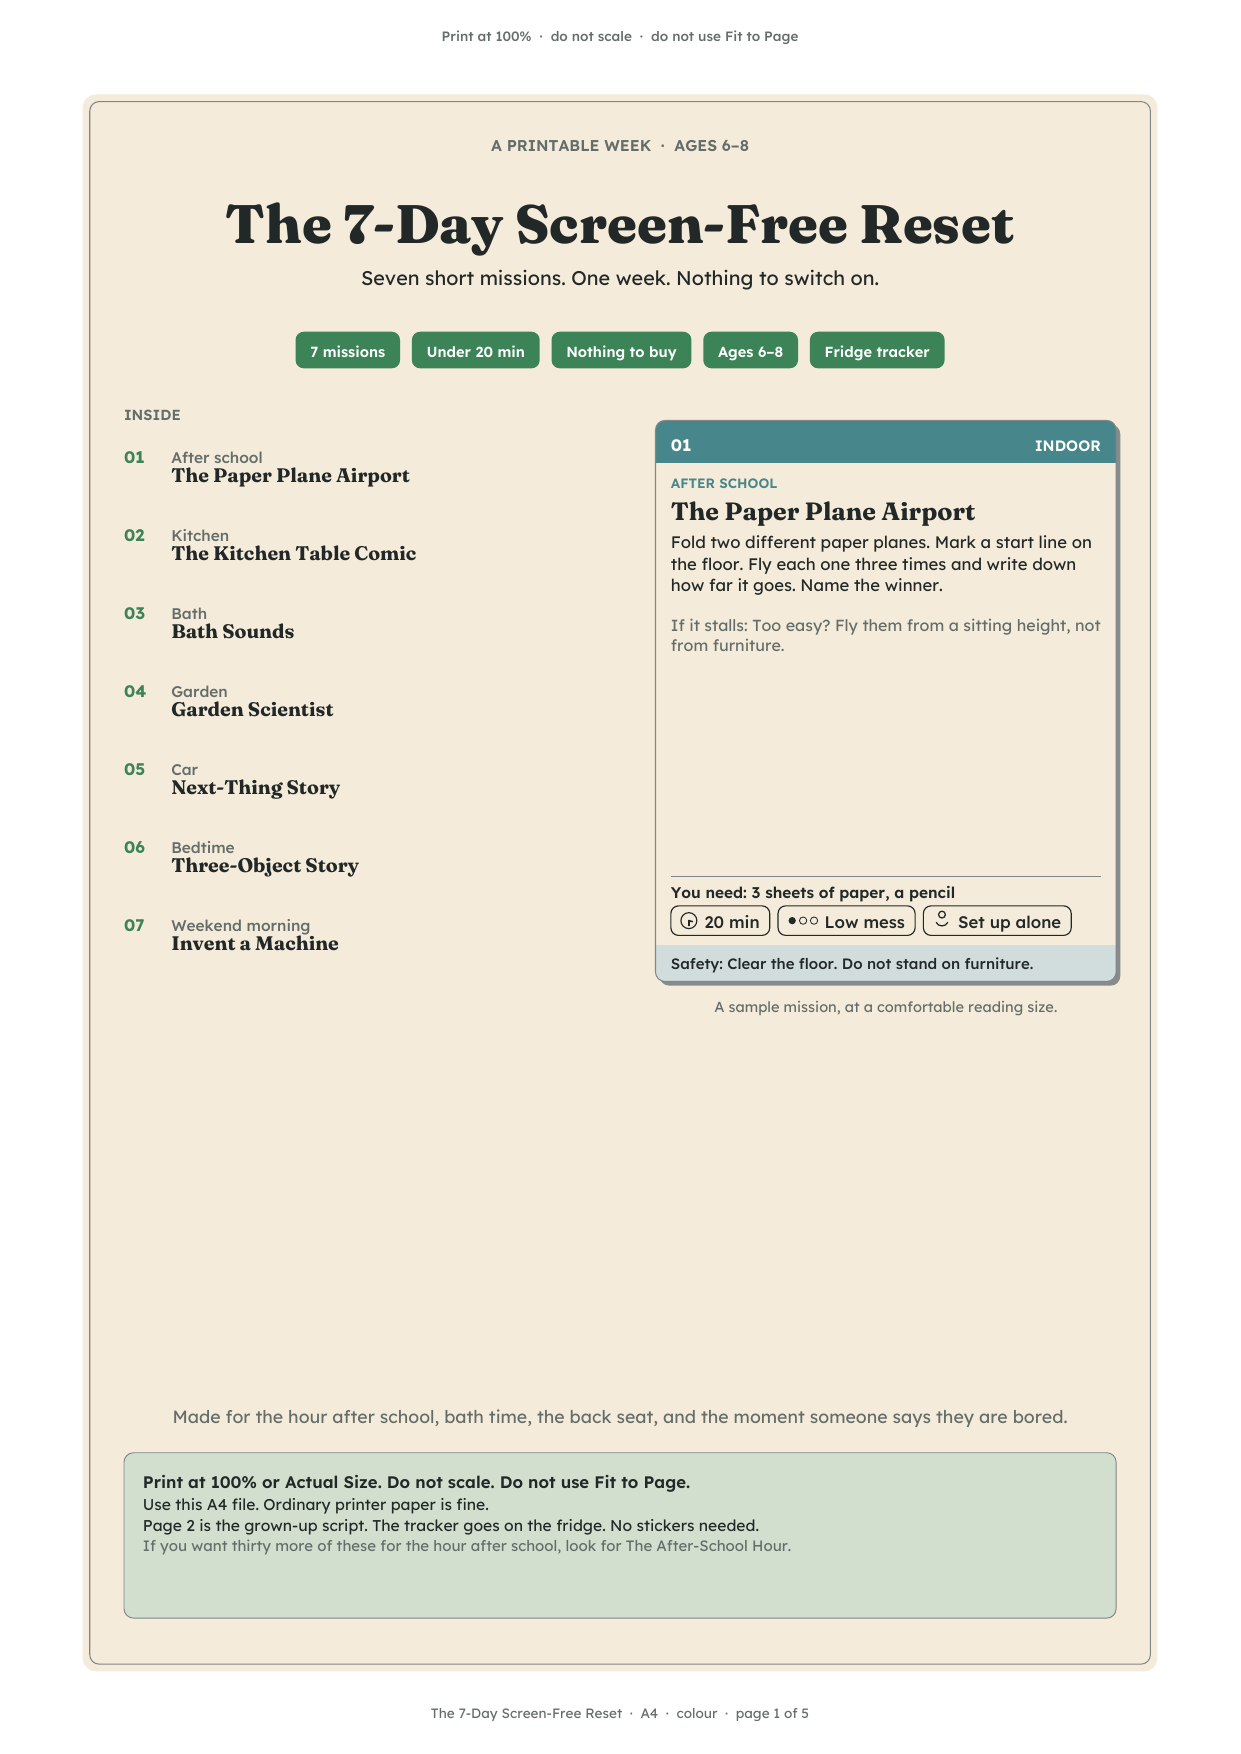 Print at 100% · do not scale · do not use Fit to Page
A PRINTABLE WEEK · AGES 6–8
The 7-Day Screen-Free Reset
Seven short missions. One week. Nothing to switch on.
7 missions
Under 20 min
Nothing to buy
Ages 6–8
Fridge tracker
INSIDE
01
After school
The Paper Plane Airport
02
Kitchen
The Kitchen Table Comic
03
Bath
Bath Sounds
04
Garden
Garden Scientist
05
Car
Next-Thing Story
06
Bedtime
Three-Object Story
07
Weekend morning
Invent a Machine
01
INDOOR
AFTER SCHOOL
The Paper Plane Airport
Fold two different paper planes. Mark a start line on
the floor. Fly each one three times and write down
how far it goes. Name the winner.
If it stalls: Too easy? Fly them from a sitting height, not
from furniture.
You need: 3 sheets of paper, a pencil
20 min
Low mess
Set up alone
Safety: Clear the floor. Do not stand on furniture.
A sample mission, at a comfortable reading size.
Made for the hour after school, bath time, the back seat, and the moment someone says they are bored.
Print at 100% or Actual Size. Do not scale. Do not use Fit to Page.
Use this A4 file. Ordinary printer paper is fine.
Page 2 is the grown-up script. The tracker goes on the fridge. No stickers needed.
If you want thirty more of these for the hour after school, look for The After-School Hour.
The 7-Day Screen-Free Reset · A4 · colour · page 1 of 5